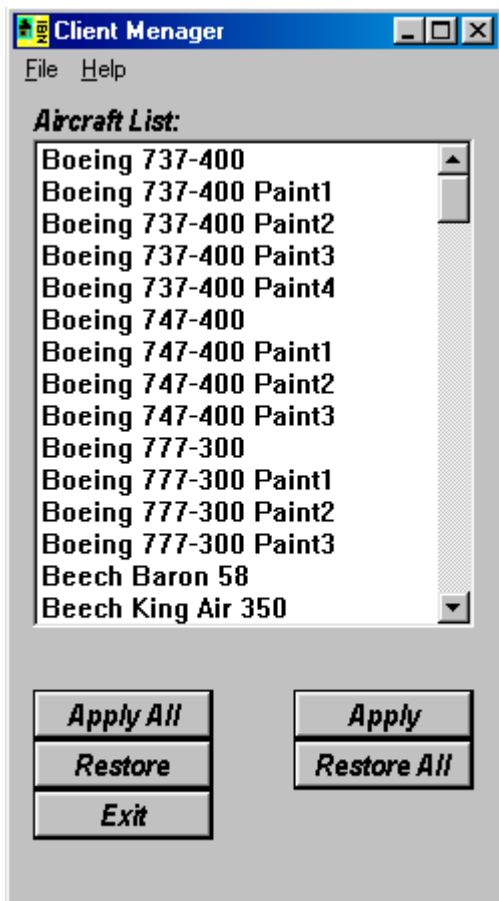 IBN Client Menager
File Help
Aircraft List:
Boeing 737-400
Boeing 737-400 Paint1
Boeing 737-400 Paint2
Boeing 737-400 Paint3
Boeing 737-400 Paint4
Boeing 747-400
Boeing 747-400 Paint1
Boeing 747-400 Paint2
Boeing 747-400 Paint3
Boeing 777-300
Boeing 777-300 Paint1
Boeing 777-300 Paint2
Boeing 777-300 Paint3
Beech Baron 58
Beech King Air 350
Apply All Apply
Restore Restore All
Exit